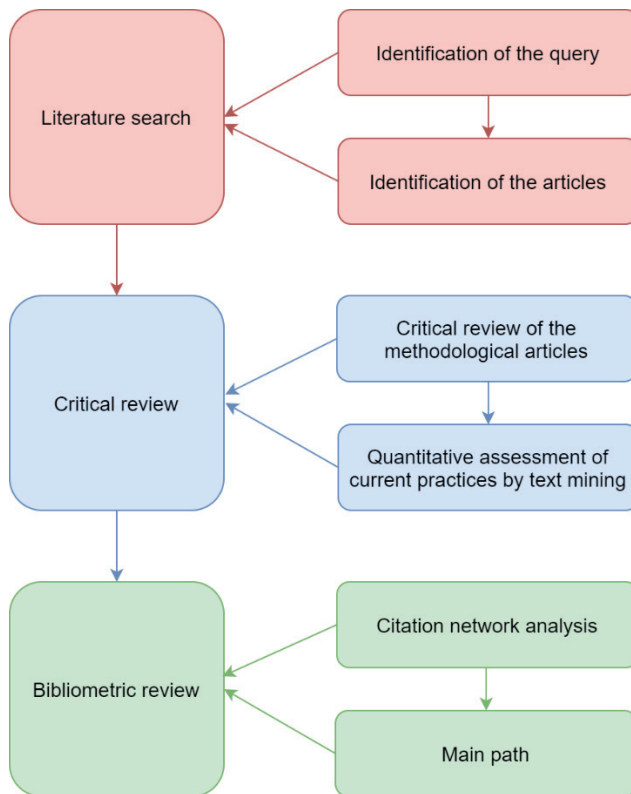 Identification of the query
Literature search
Identification of the articles
Critical review of the
methodological articles
Critical review
Quantitative assessment of
current practices by text mining
Citation network analysis
Bibliometric review
Main path